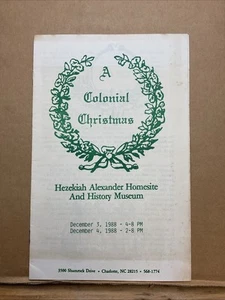 A
Colonial
Christmas
Hezekiah Alexander Homesite
And History Museum
December 3, 1988 - 4-8 PM
December 4, 1988 - 2-8 PM
3500 Shamrock Drive • Charlotte, NC 28215 • 568-1774